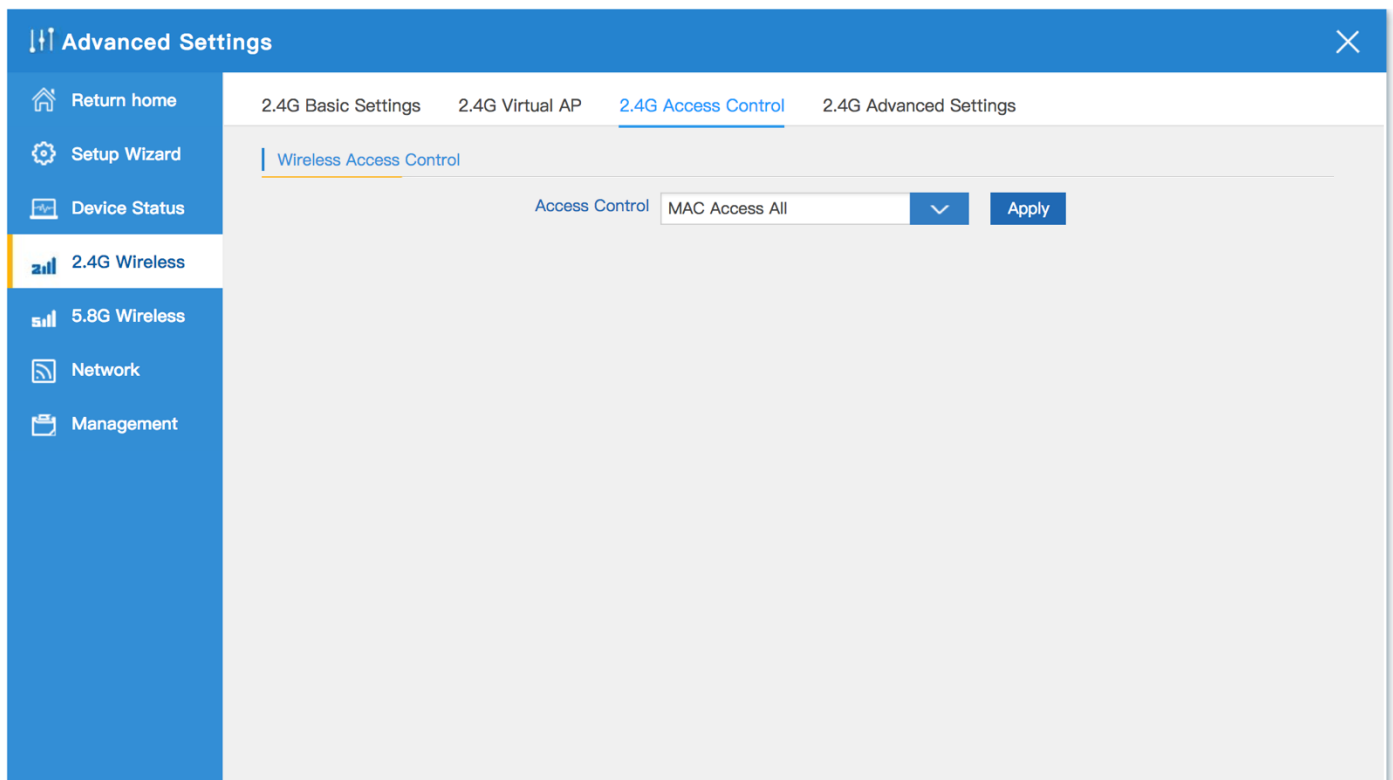 Advanced Settings
Return home
Setup Wizard
Device Status
2.4G Wireless
5.8G Wireless
Network
Management
2.4G Basic Settings 2.4G Virtual AP 2.4G Access Control 2.4G Advanced Settings
Wireless Access Control
Access Control MAC Access All Apply